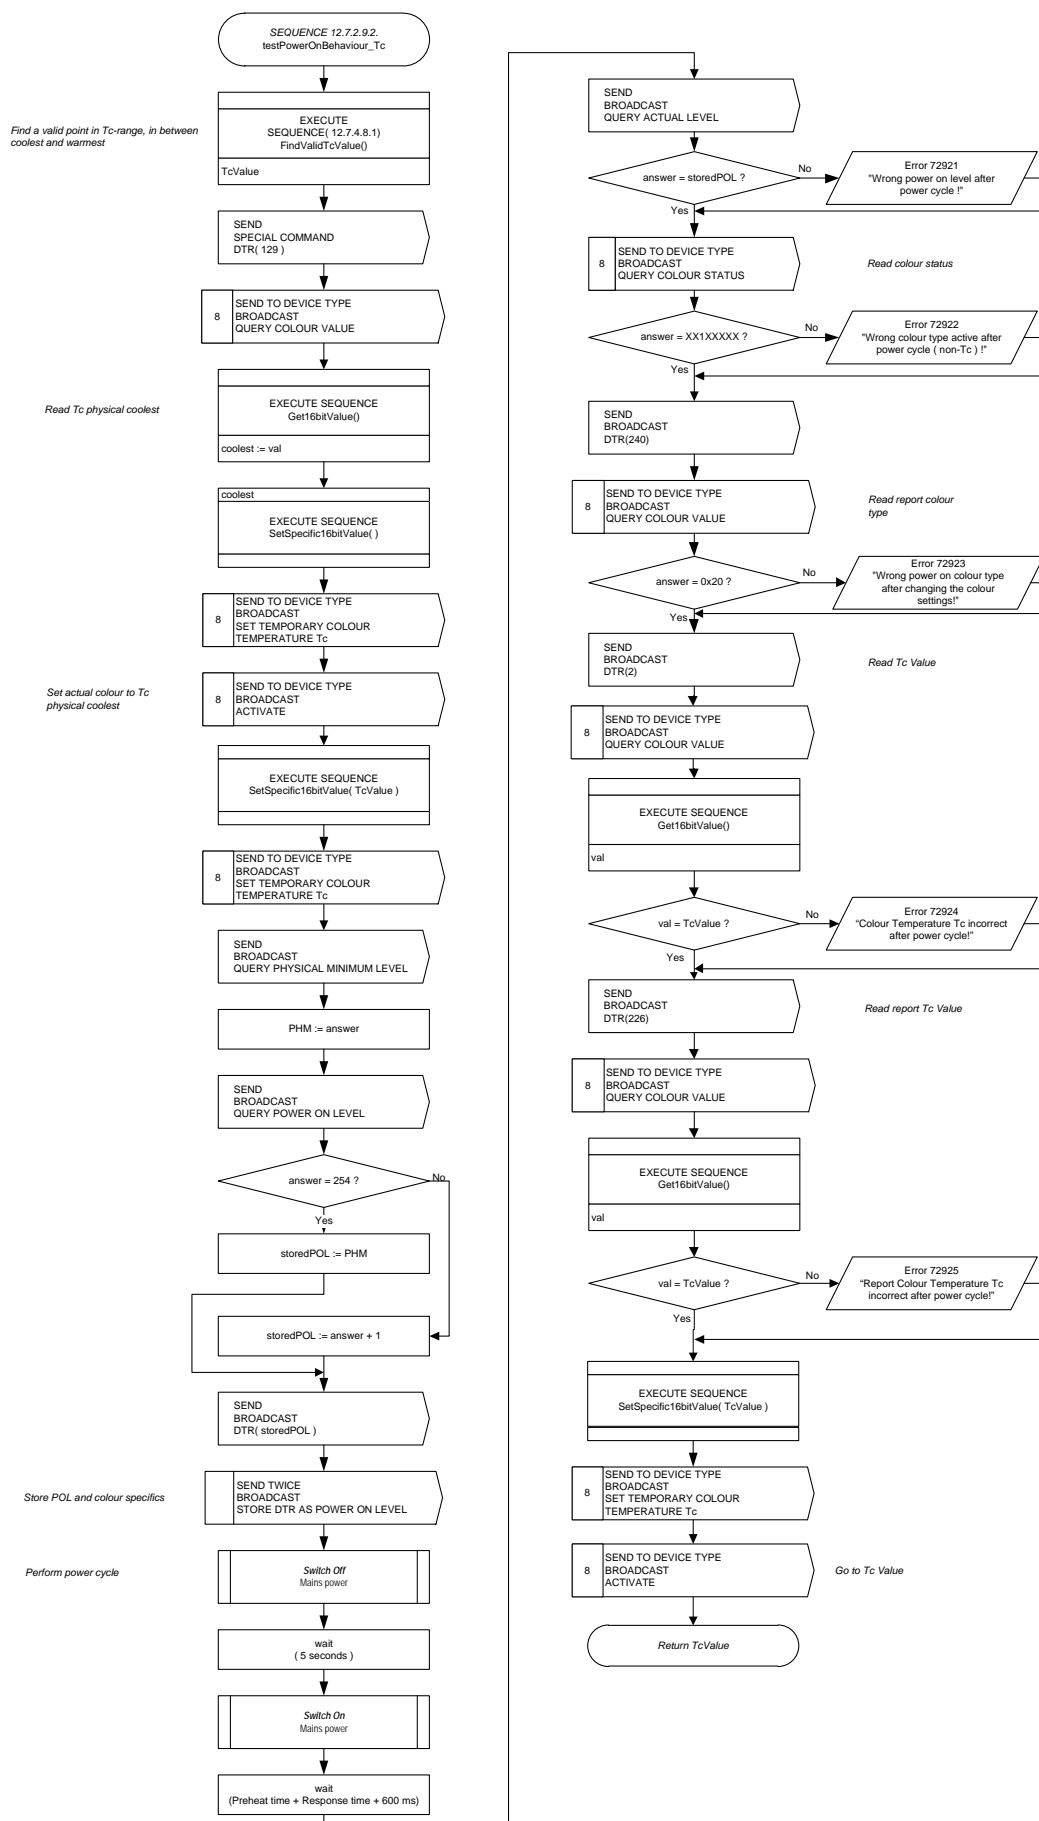 SEQUENCE 12.7.2.9.2.
testPowerOnBehaviour_Tc
Find a valid point in Tc-range, in between
coolest and warmest
EXECUTE
SEQUENCE( 12.7.4.8.1)
FindValidTcValue()
TcValue
SEND
SPECIAL COMMAND
DTR( 129 )
8
SEND TO DEVICE TYPE
BROADCAST
QUERY COLOUR VALUE
Read Tc physical coolest
EXECUTE SEQUENCE
Get16bitValue()
coolest := val
coolest
EXECUTE SEQUENCE
SetSpecific16bitValue( )
8
SEND TO DEVICE TYPE
BROADCAST
SET TEMPORARY COLOUR
TEMPERATURE Tc
Set actual colour to Tc
physical coolest
8
SEND TO DEVICE TYPE
BROADCAST
ACTIVATE
EXECUTE SEQUENCE
SetSpecific16bitValue( TcValue )
8
SEND TO DEVICE TYPE
BROADCAST
SET TEMPORARY COLOUR
TEMPERATURE Tc
SEND
BROADCAST
QUERY PHYSICAL MINIMUM LEVEL
PHM := answer
SEND
BROADCAST
QUERY POWER ON LEVEL
answer = 254 ?
No
Yes
storedPOL := PHM
storedPOL := answer + 1
SEND
BROADCAST
DTR( storedPOL )
Store POL and colour specifics
SEND TWICE
BROADCAST
STORE DTR AS POWER ON LEVEL
Perform power cycle
Switch Off
Mains power
wait
( 5 seconds )
Switch On
Mains power
wait
(Preheat time + Response time + 600 ms)
SEND
BROADCAST
QUERY ACTUAL LEVEL
answer = storedPOL ?
No
Error 72921
"Wrong power on level after
power cycle !"
Yes
8
SEND TO DEVICE TYPE
BROADCAST
QUERY COLOUR STATUS
Read colour status
answer = XX1XXXXX ?
No
Error 72922
"Wrong colour type active after
power cycle ( non-Tc ) !"
Yes
SEND
BROADCAST
DTR(240)
8
SEND TO DEVICE TYPE
BROADCAST
QUERY COLOUR VALUE
Read report colour
type
answer = 0x20 ?
No
Error 72923
"Wrong power on colour type
after changing the colour
settings!"
Yes
SEND
BROADCAST
DTR(2)
Read Tc Value
8
SEND TO DEVICE TYPE
BROADCAST
QUERY COLOUR VALUE
EXECUTE SEQUENCE
Get16bitValue()
val
val = TcValue ?
No
Error 72924
“Colour Temperature Tc incorrect
after power cycle!”
Yes
SEND
BROADCAST
DTR(226)
Read report Tc Value
8
SEND TO DEVICE TYPE
BROADCAST
QUERY COLOUR VALUE
EXECUTE SEQUENCE
Get16bitValue()
val
val = TcValue ?
No
Error 72925
“Report Colour Temperature Tc
incorrect after power cycle!”
Yes
EXECUTE SEQUENCE
SetSpecific16bitValue( TcValue )
8
SEND TO DEVICE TYPE
BROADCAST
SET TEMPORARY COLOUR
TEMPERATURE Tc
8
SEND TO DEVICE TYPE
BROADCAST
ACTIVATE
Go to Tc Value
Return TcValue